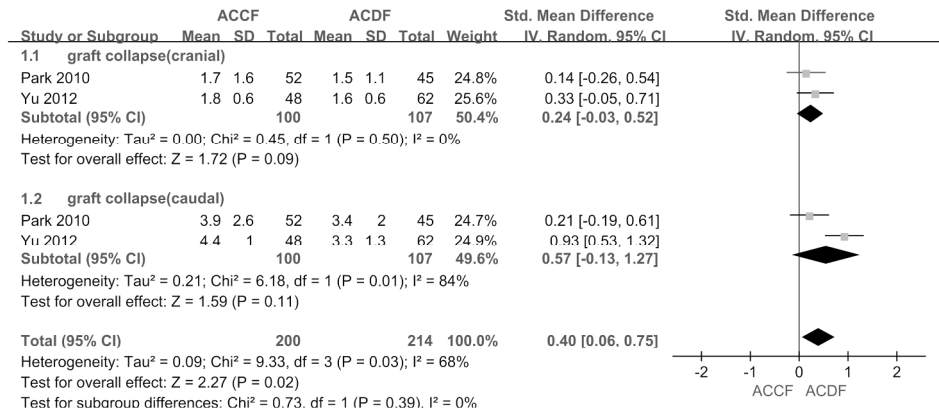 ACCF ACDF Std. Mean Difference Std. Mean Difference
Study or Subgroup Mean SD Total Mean SD Total Weight IV. Random. 95% CI IV. Random. 95% CI
1.1 graft collapse(cranial)
Park 2010 1.7 1.6 52 1.5 1.1 45 24.8% 0.14 [-0.26, 0.54]
Yu 2012 1.8 0.6 48 1.6 0.6 62 25.6% 0.33 [-0.05, 0.71]
Subtotal (95% CI) 100 107 50.4% 0.24 [-0.03, 0.52]
Heterogeneity: Tau² = 0.00; Chi² = 0.45, df = 1 (P = 0.50); I² = 0%
Test for overall effect: Z = 1.72 (P = 0.09)
1.2 graft collapse(caudal)
Park 2010 3.9 2.6 52 3.4 2 45 24.7% 0.21 [-0.19, 0.61]
Yu 2012 4.4 1 48 3.3 1.3 62 24.9% 0.93 [0.53, 1.32]
Subtotal (95% CI) 100 107 49.6% 0.57 [-0.13, 1.27]
Heterogeneity: Tau² = 0.21; Chi² = 6.18, df = 1 (P = 0.01); I² = 84%
Test for overall effect: Z = 1.59 (P = 0.11)
Total (95% CI) 200 214 100.0% 0.40 [0.06, 0.75]
Heterogeneity: Tau² = 0.09; Chi² = 9.33, df = 3 (P = 0.03); I² = 68%
Test for overall effect: Z = 2.27 (P = 0.02)
Test for subgroup differences: Chi² = 0.73, df = 1 (P = 0.39), I² = 0%
-2 -1 0 1 2
ACCF ACDF